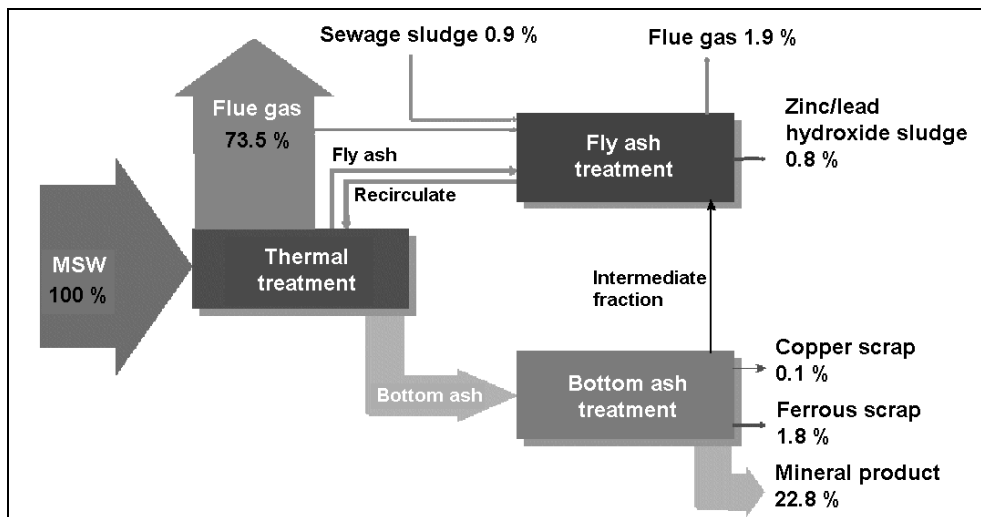 Sewage sludge 0.9 %
Flue gas 1.9 %
Flue gas
73.5 %
Zinc/lead
hydroxide sludge
0.8 %
Fly ash
treatment
Fly ash
Recirculate
MSW
100 %
Thermal
treatment
Intermediate
fraction
Bottom ash
Bottom ash
treatment
Copper scrap
0.1 %
Ferrous scrap
1.8 %
Mineral product
22.8 %